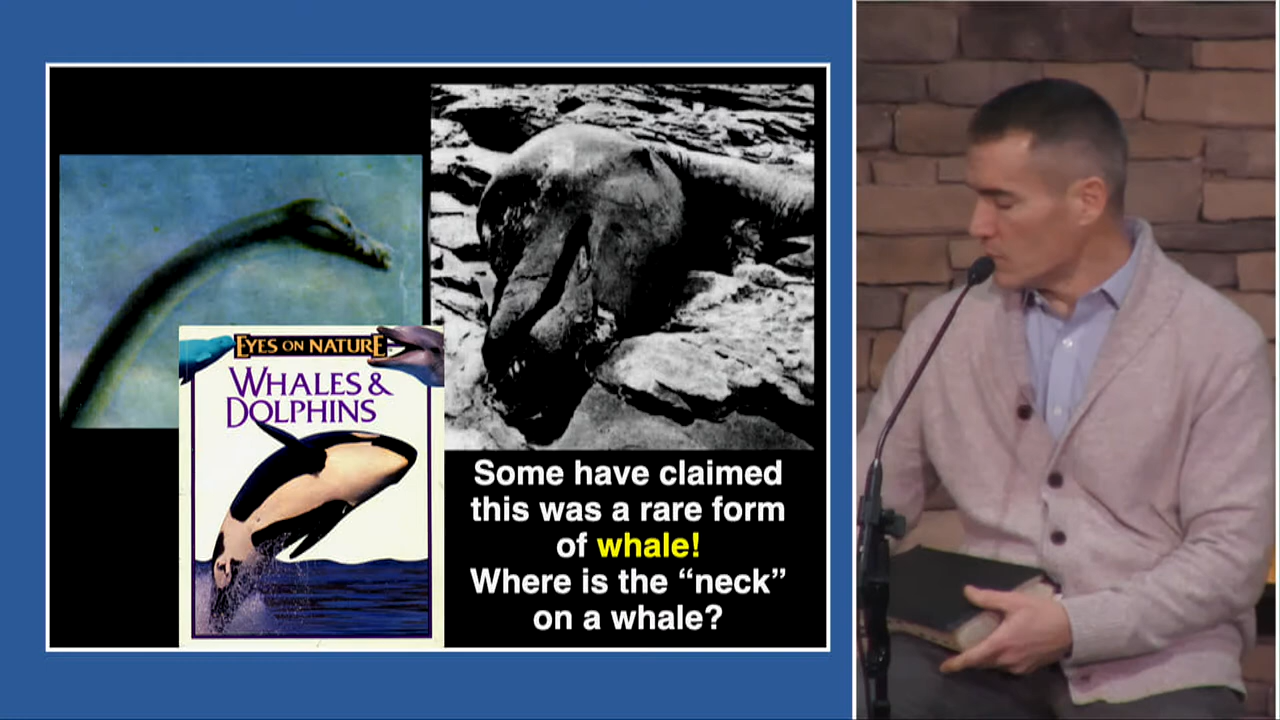 EYES ON NATURE
WHALES &
DOLPHINS
Some have claimed
this was a rare form
of whale!
Where is the “neck”
on a whale?